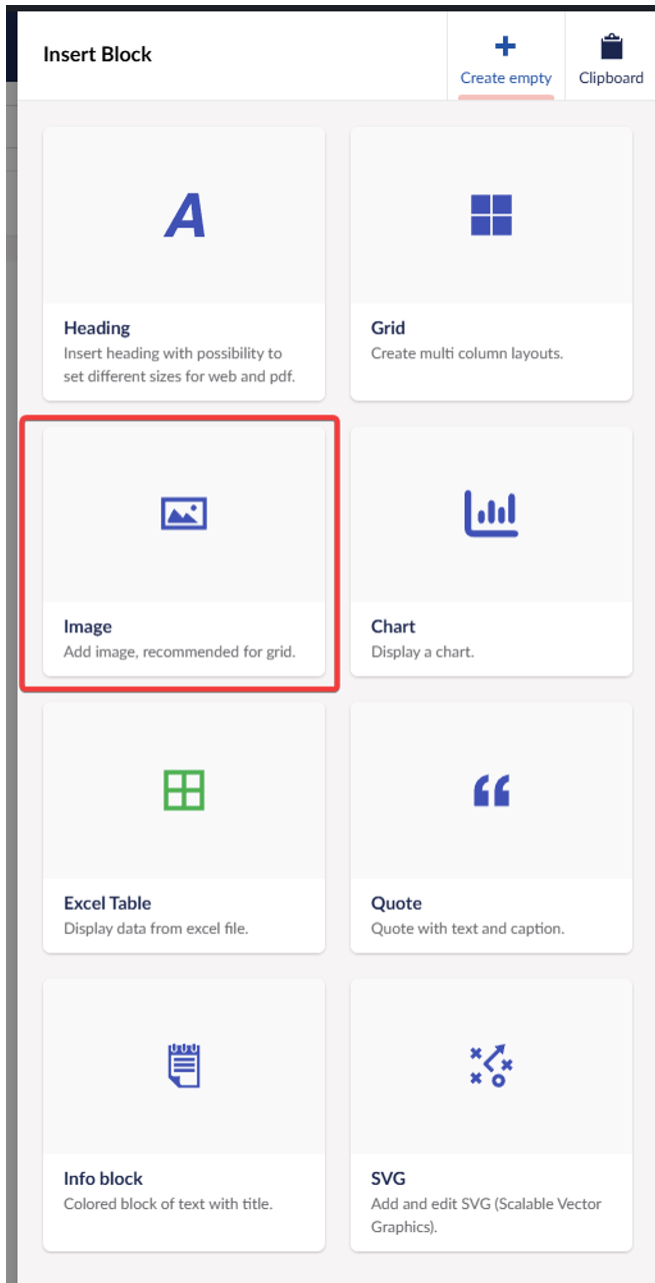 Insert Block
Create empty
Clipboard
Heading
Insert heading with possibility to
set different sizes for web and pdf.
Grid
Create multi column layouts.
Image
Add image, recommended for grid.
Chart
Display a chart.
Excel Table
Display data from excel file.
Quote
Quote with text and caption.
Info block
Colored block of text with title.
SVG
Add and edit SVG (Scalable Vector
Graphics).